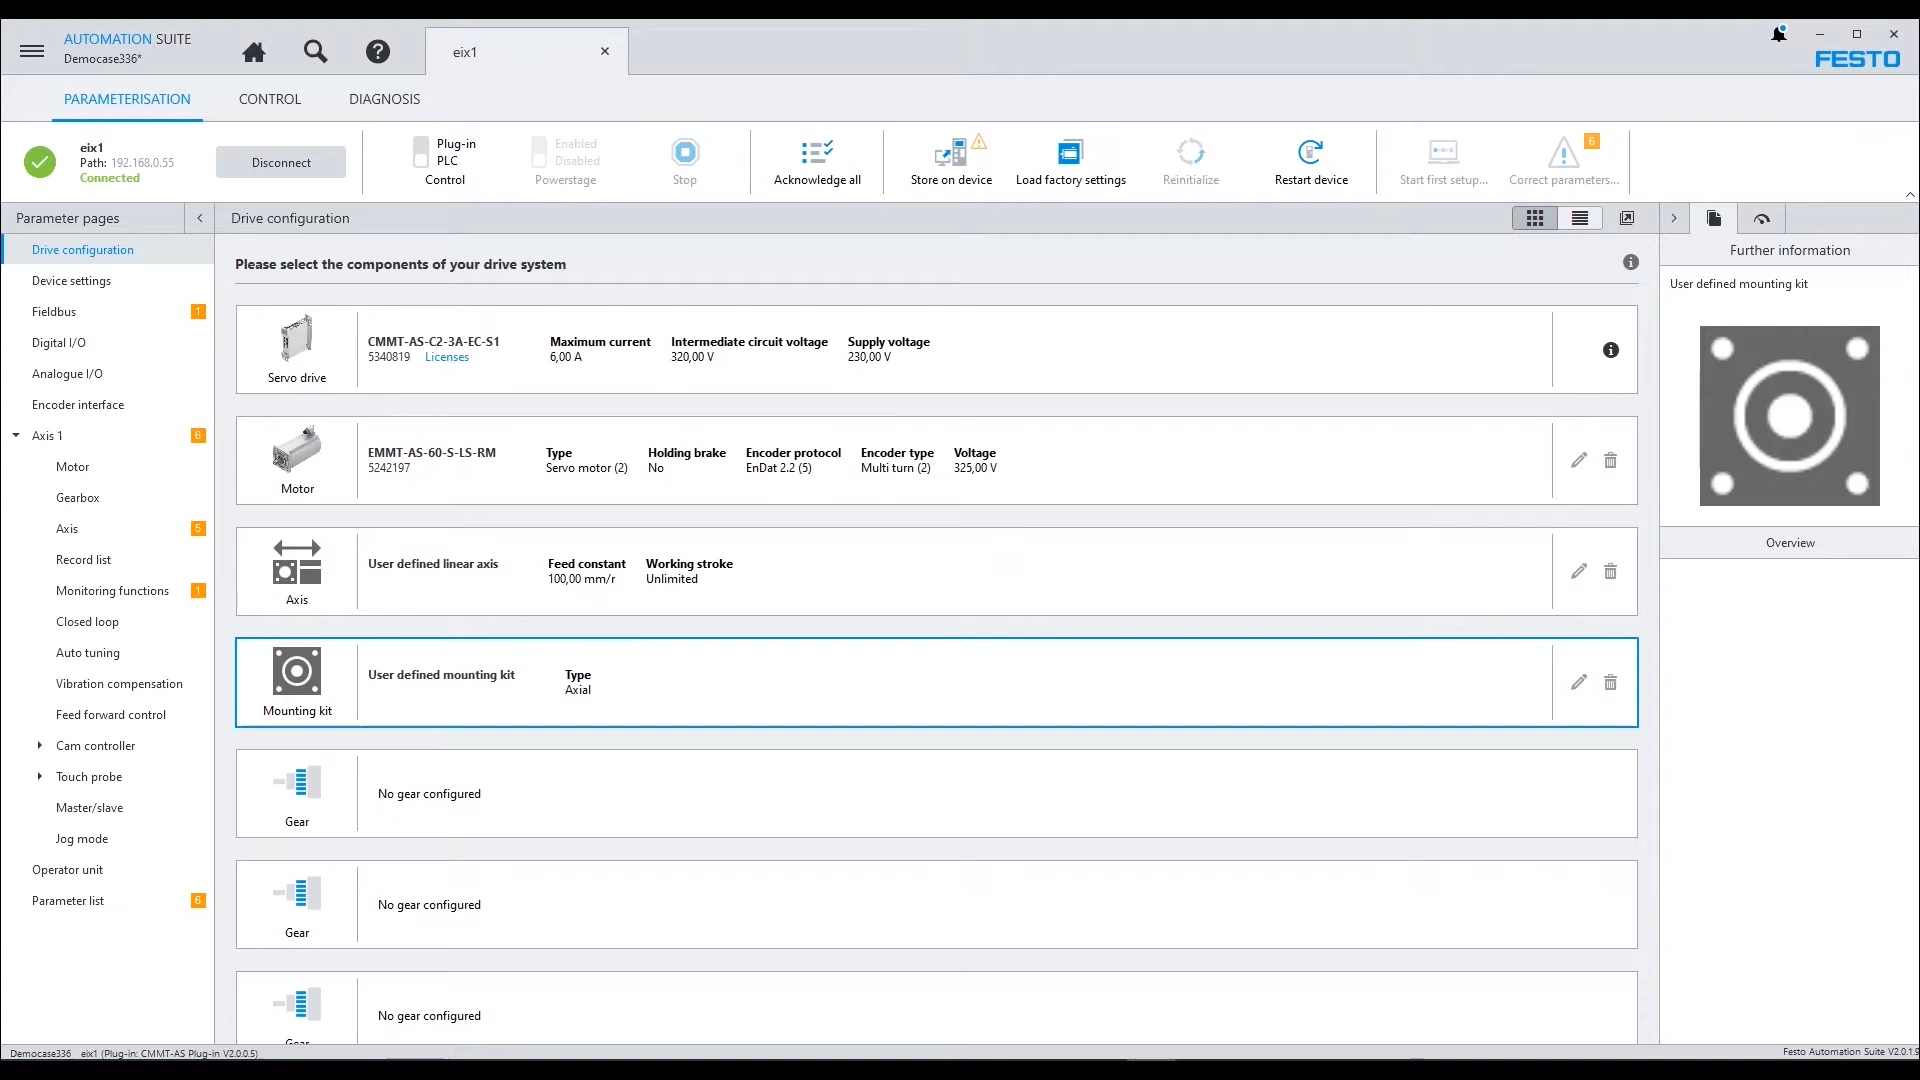 AUTOMATION SUITE
Democase336*
eix1
FESTO
PARAMETERISATION
CONTROL
DIAGNOSIS
eix1
Path: 192.168.0.55
Connected
Disconnect
Plug-in
PLC
Control
Enabled
Disabled
Powerstage
Stop
Acknowledge all
Store on device
Load factory settings
Reinitialize
Restart device
Start first setup...
6
Correct parameters...
Parameter pages
Drive configuration
Device settings
Fieldbus 1
Digital I/O
Analogue I/O
Encoder interface
Axis 1 6
Motor
Gearbox
Axis 5
Record list
Monitoring functions 1
Closed loop
Auto tuning
Vibration compensation
Feed forward control
Cam controller
Touch probe
Master/slave
Jog mode
Operator unit
Parameter list 6
Drive configuration
Please select the components of your drive system
Servo drive
CMMT-AS-C2-3A-EC-S1
5340819 Licenses
Maximum current
6,00 A
Intermediate circuit voltage
320,00 V
Supply voltage
230,00 V
Motor
EMMT-AS-60-S-LS-RM
5242197
Type
Servo motor (2)
Holding brake
No
Encoder protocol
EnDat 2.2 (5)
Encoder type
Multi turn (2)
Voltage
325,00 V
Axis
User defined linear axis
Feed constant
100,00 mm/r
Working stroke
Unlimited
Mounting kit
User defined mounting kit
Type
Axial
Gear
No gear configured
Gear
No gear configured
Gear
No gear configured
Further information
User defined mounting kit
Overview
Democase336 eix1 (Plug-in: CMMT-AS Plug-in V2.0.0.5)
Festo Automation Suite V2.0.1.9